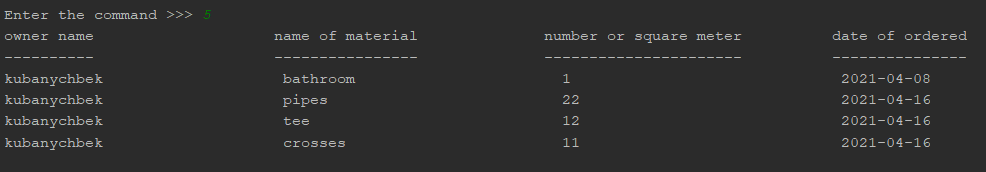 Enter the command >>> 5
owner name name of material number or square meter date of ordered
---------- ---------------- ---------------------- ---------------
kubanychbek bathroom 1 2021-04-08
kubanychbek pipes 22 2021-04-16
kubanychbek tee 12 2021-04-16
kubanychbek crosses 11 2021-04-16